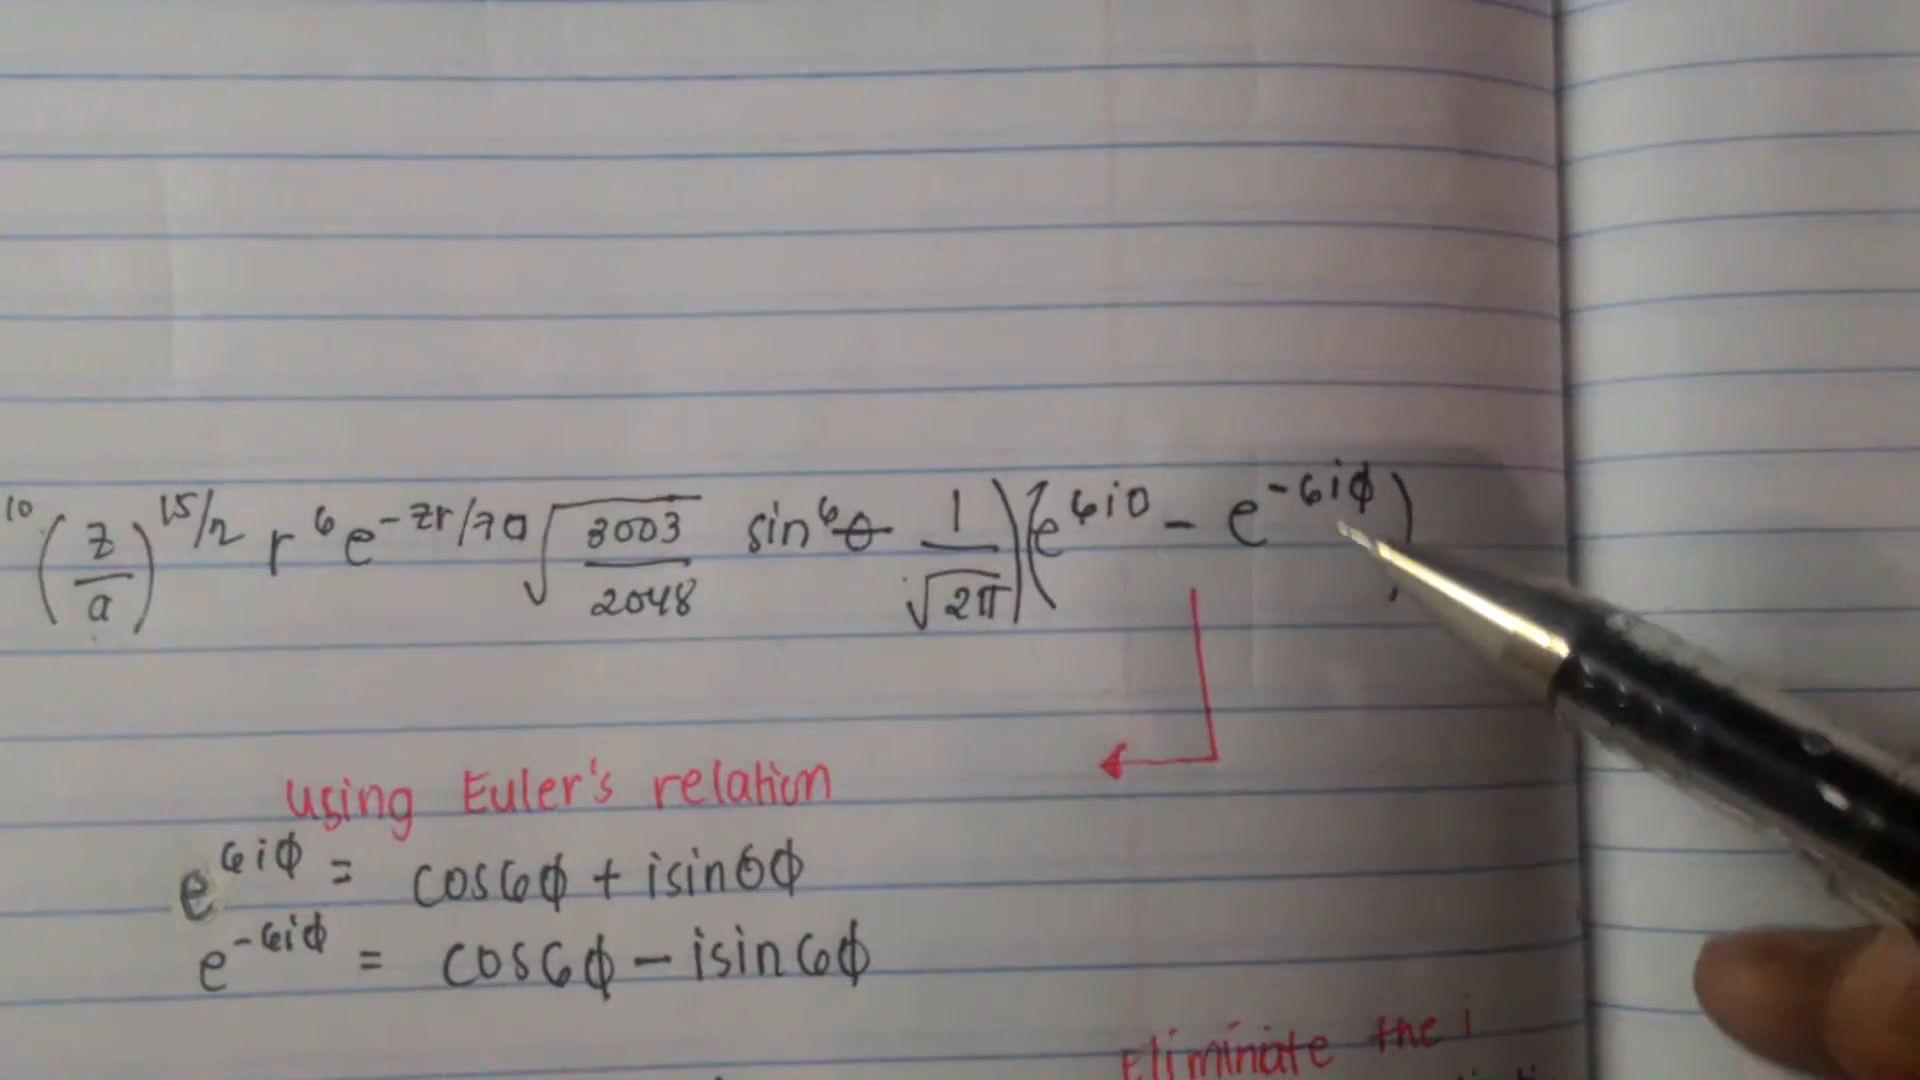 10 (z/a)^15/2 r^6 e^-zr/7a √(3003/2048) sin^6 θ 1/√2π) (e^6iϕ - e^-6iϕ)
using Euler's relation
e^6iϕ = cos6ϕ + isin6ϕ
e^-6iϕ = cos6ϕ - isin6ϕ
Eliminate the i